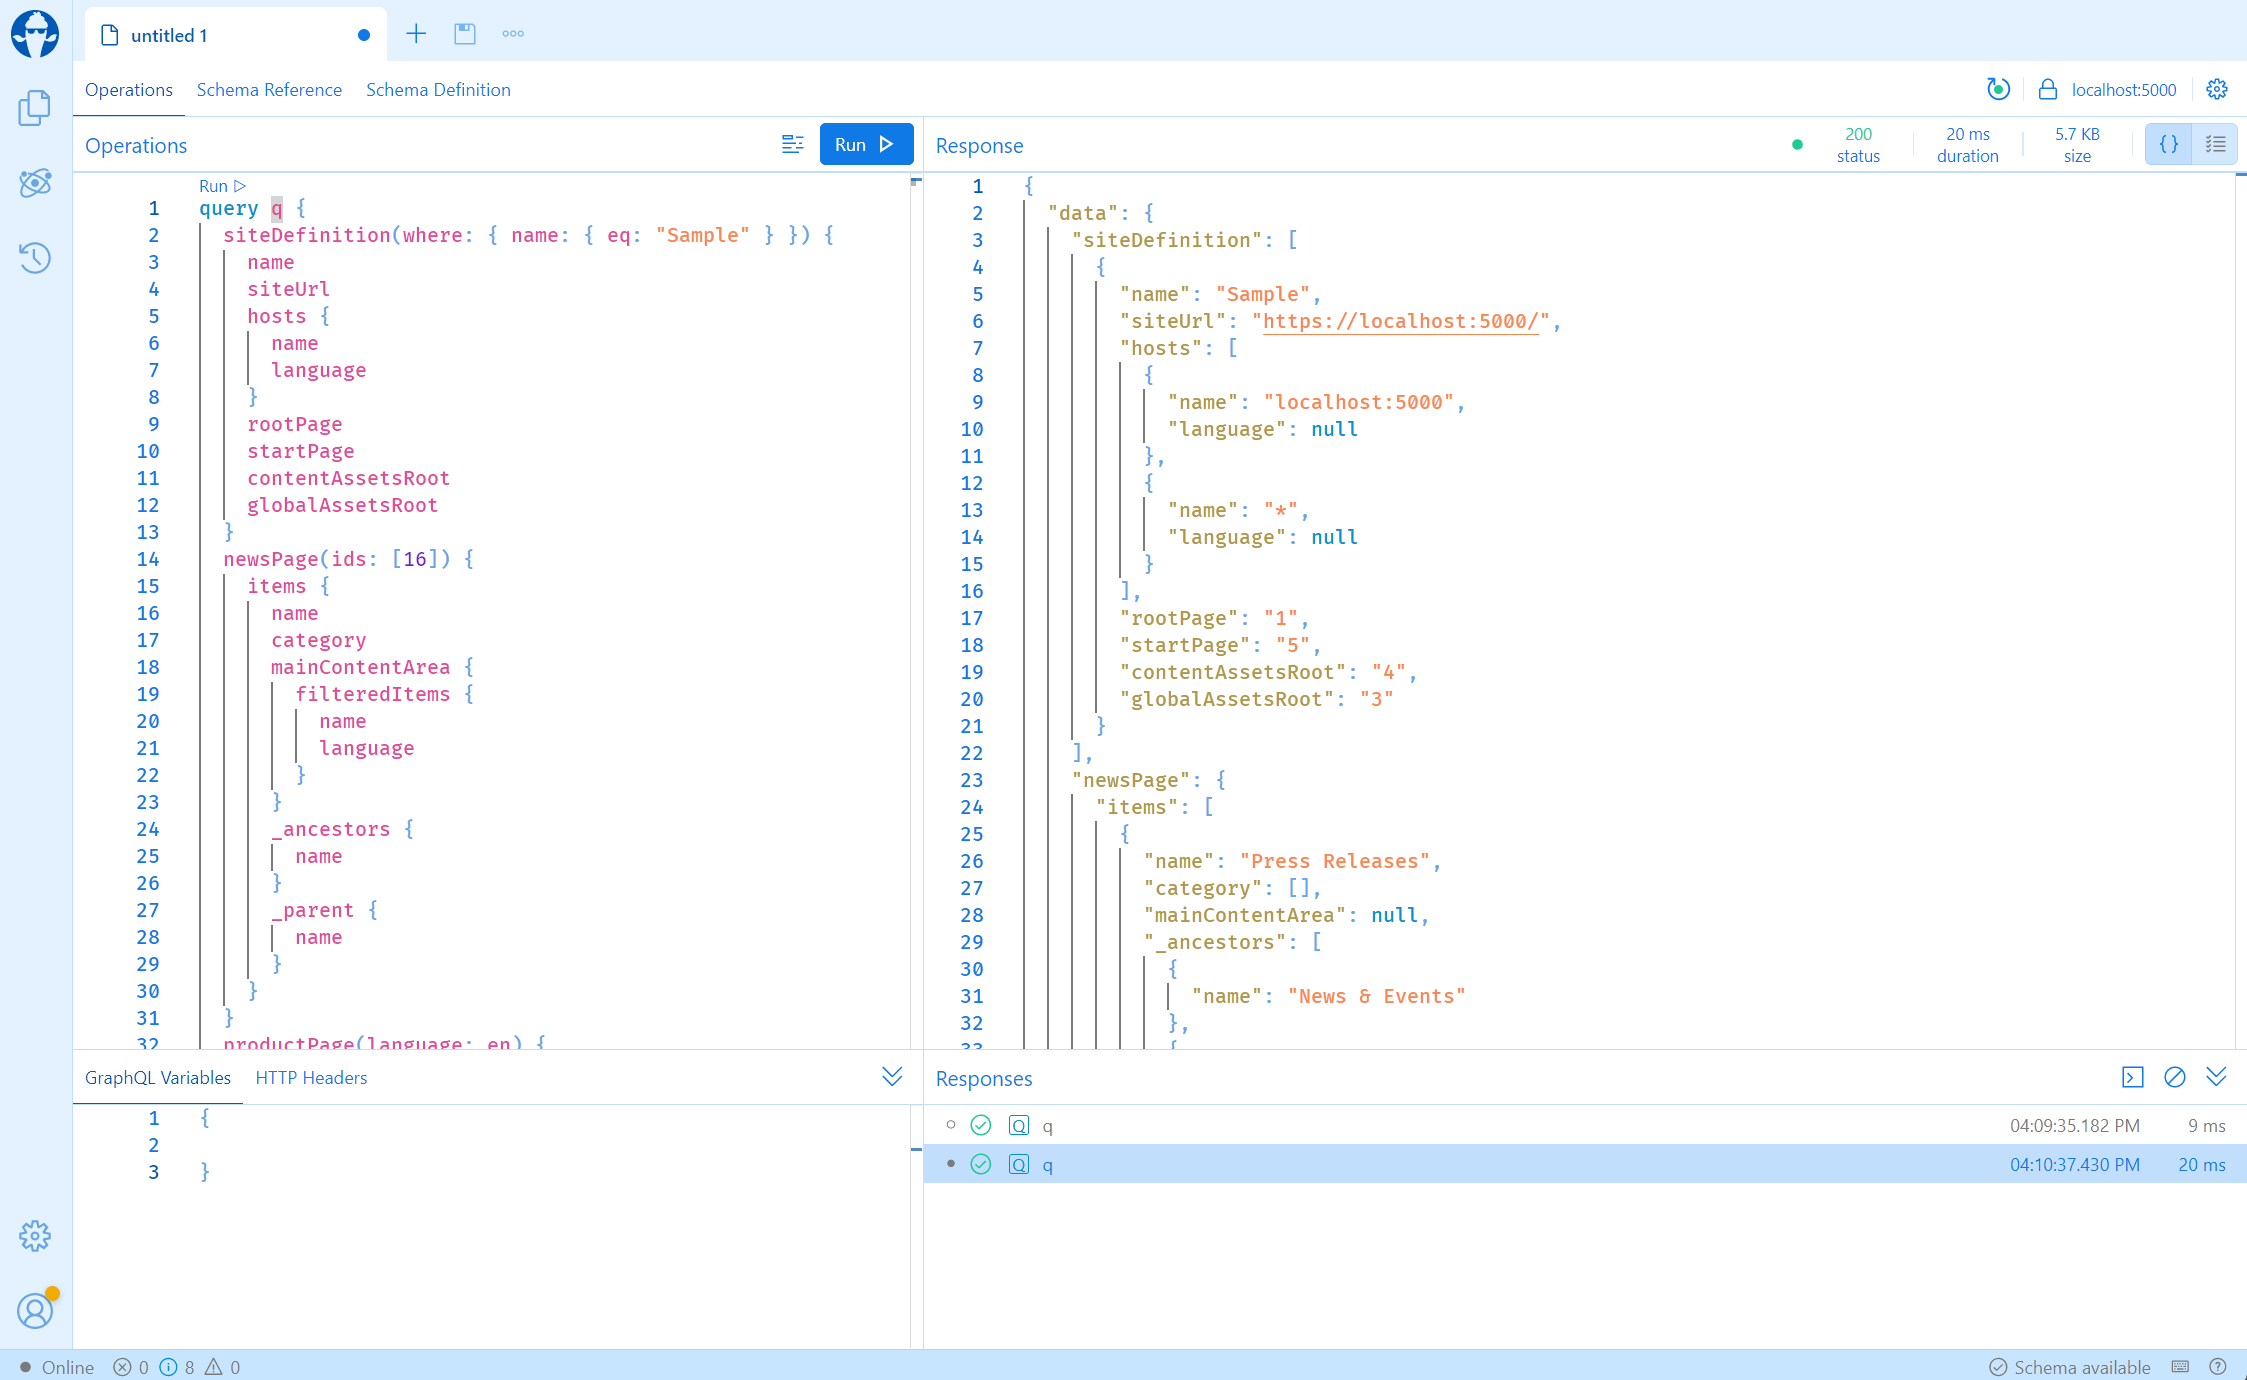 untitled 1
Operations Schema Reference Schema Definition
localhost:5000
Operations
Run
Response
200 status
20 ms duration
5.7 KB size
{ }
Run
1 query q {
2 siteDefinition(where: { name: { eq: "Sample" } }) {
3 name
4 siteUrl
5 hosts {
6 name
7 language
8 }
9 rootPage
10 startPage
11 contentAssetsRoot
12 globalAssetsRoot
13 }
14 newsPage(ids: [16]) {
15 items {
16 name
17 category
18 mainContentArea {
19 filteredItems {
20 name
21 language
22 }
23 }
24 _ancestors {
25 name
26 }
27 _parent {
28 name
29 }
30 }
31 }
32 productPage(language: en) {
1 {
2 "data": {
3 "siteDefinition": [
4 {
5 "name": "Sample",
6 "siteUrl": "https://localhost:5000/",
7 "hosts": [
8 {
9 "name": "localhost:5000",
10 "language": null
11 },
12 {
13 "name": "*",
14 "language": null
15 }
16 ],
17 "rootPage": "1",
18 "startPage": "5",
19 "contentAssetsRoot": "4",
20 "globalAssetsRoot": "3"
21 }
22 ],
23 "newsPage": {
24 "items": [
25 {
26 "name": "Press Releases",
27 "category": [],
28 "mainContentArea": null,
29 "_ancestors": [
30 {
31 "name": "News & Events"
32 },
33 {
GraphQL Variables HTTP Headers
1 {
2
3 }
Responses
Q q 04:09:35.182 PM 9 ms
Q q 04:10:37.430 PM 20 ms
Online 0 8 0
Schema available